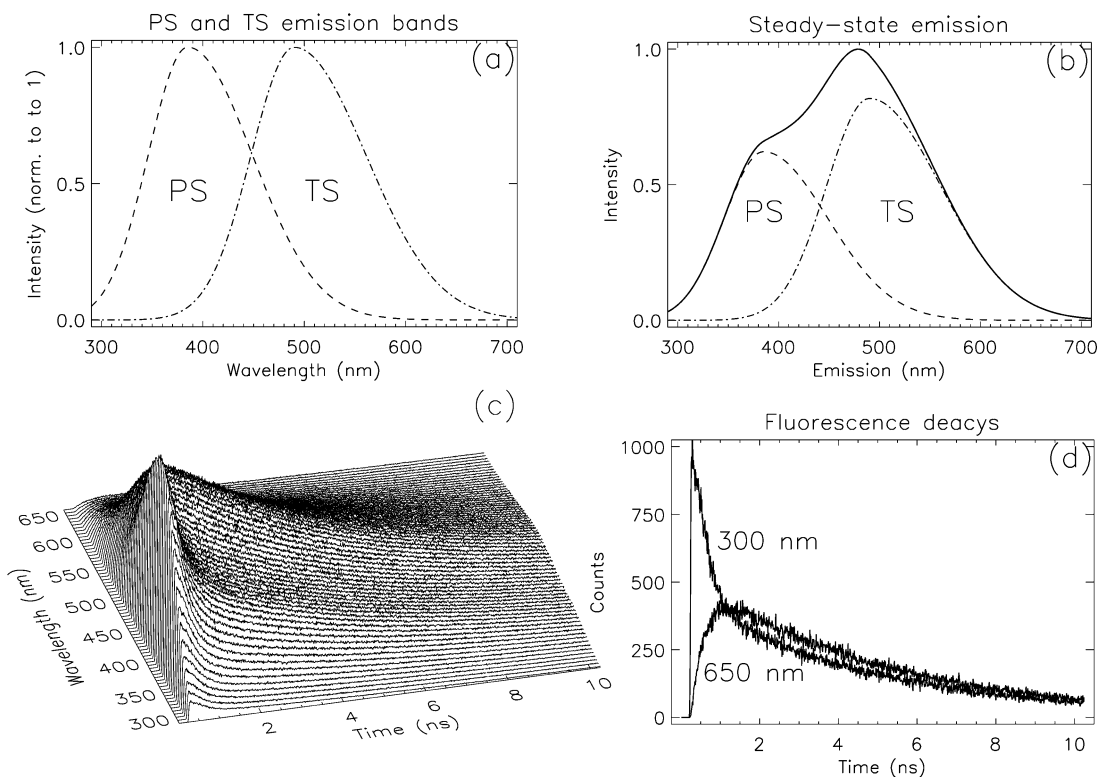 PS and TS emission bands
(a)
1.0
0.5
0.0
Intensity (norm. to to 1)
PS
TS
300 400 500 600 700
Wavelength (nm)
Steady-state emission
(b)
1.0
0.5
0.0
Intensity
PS
TS
300 400 500 600 700
Emission (nm)
(c)
650
600
550
500
450
400
350
300
Wavelength (nm)
2 4 6 8 10
Time (ns)
Fluorescence deacys
(d)
1000
750
500
250
0
Counts
300 nm
650 nm
2 4 6 8 10
Time (ns)